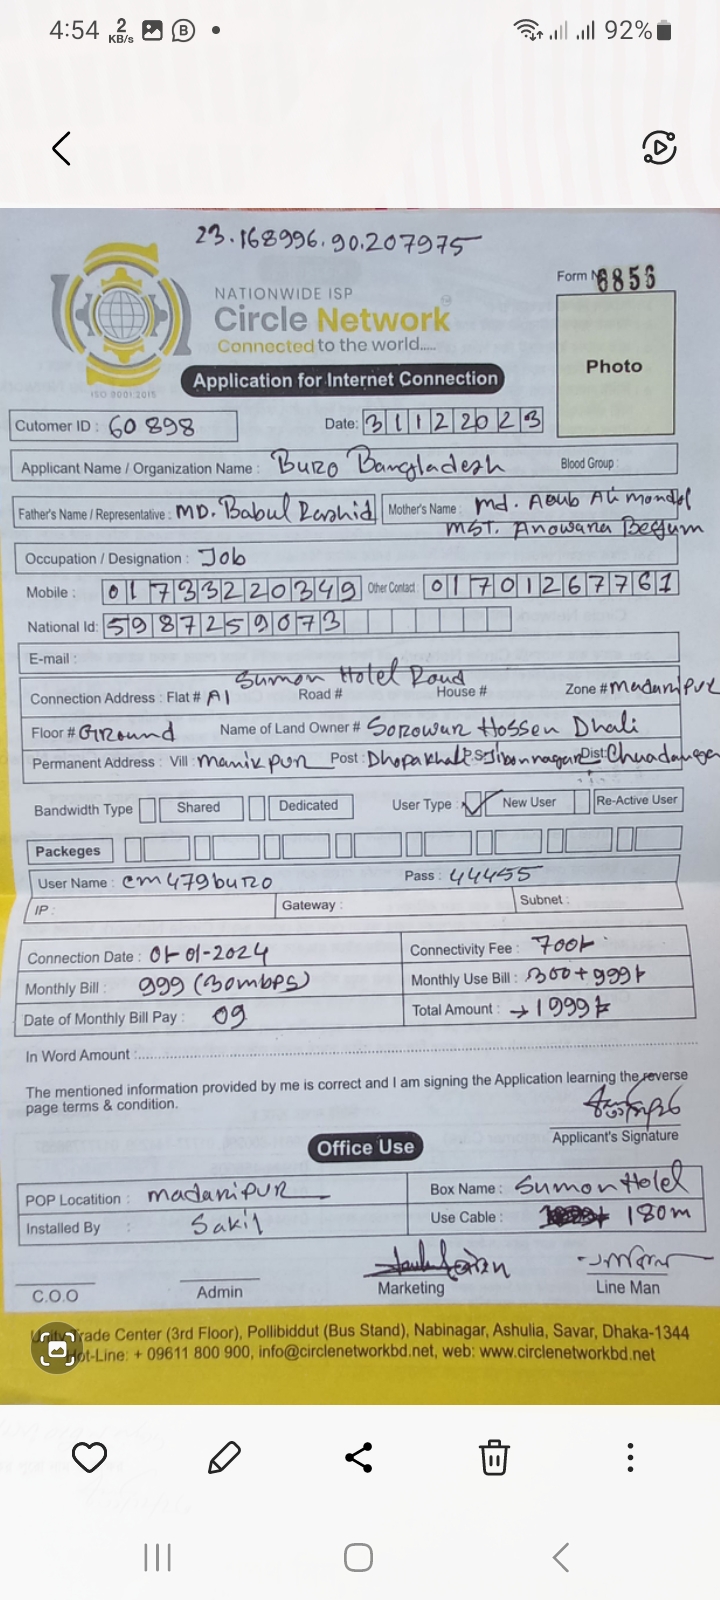 4:54 2 KB/s B 92%
23.168996.90.207975
Form N 6856
NATIONWIDE ISP
Circle Network
Connected to the world.....
ISO 9001:2015
Application for Internet Connection
Photo
Cutomer ID : 60898 Date: 31122023
Applicant Name / Organization Name : Buro Bangladesh Blood Group :
Father's Name / Representative : MD. Babul Rashid Mother's Name : Md. Aoub Ali Mondol
MST. Anowara Begum
Occupation / Designation : Job
Mobile : 01733220349 Other Contact : 01701267761
National Id: 5987259073
E-mail :
Sumon Hotel Road
Connection Address : Flat # A1 Road # House # Zone # madanipur
Floor # Ground Name of Land Owner # Sorowar Hossen Dhali
Permanent Address : Vill : manikpur Post : Dhopakhali P.S: Jibonnagar Dist: Chuadanga
Bandwidth Type Shared Dedicated User Type : ✓ New User Re-Active User
Packeges
User Name : cm479buro Pass : 44455
IP : Gateway : Subnet :
Connection Date : 01-01-2024 Connectivity Fee : 700/-
Monthly Bill : 999 (30mbps) Monthly Use Bill : 300+999/-
Date of Monthly Bill Pay : 09 Total Amount : → 1999/-
In Word Amount :
The mentioned information provided by me is correct and I am signing the Application learning the reverse
page terms & condition.
Applicant's Signature
Office Use
POP Locatition : madanipur Box Name : Sumon Hotel
Installed By : Sakil Use Cable : 180m
C.O.O Admin Marketing Line Man
Unity Trade Center (3rd Floor), Pollibiddut (Bus Stand), Nabinagar, Ashulia, Savar, Dhaka-1344
Hot-Line: + 09611 800 900, info@circlenetworkbd.net, web: www.circlenetworkbd.net